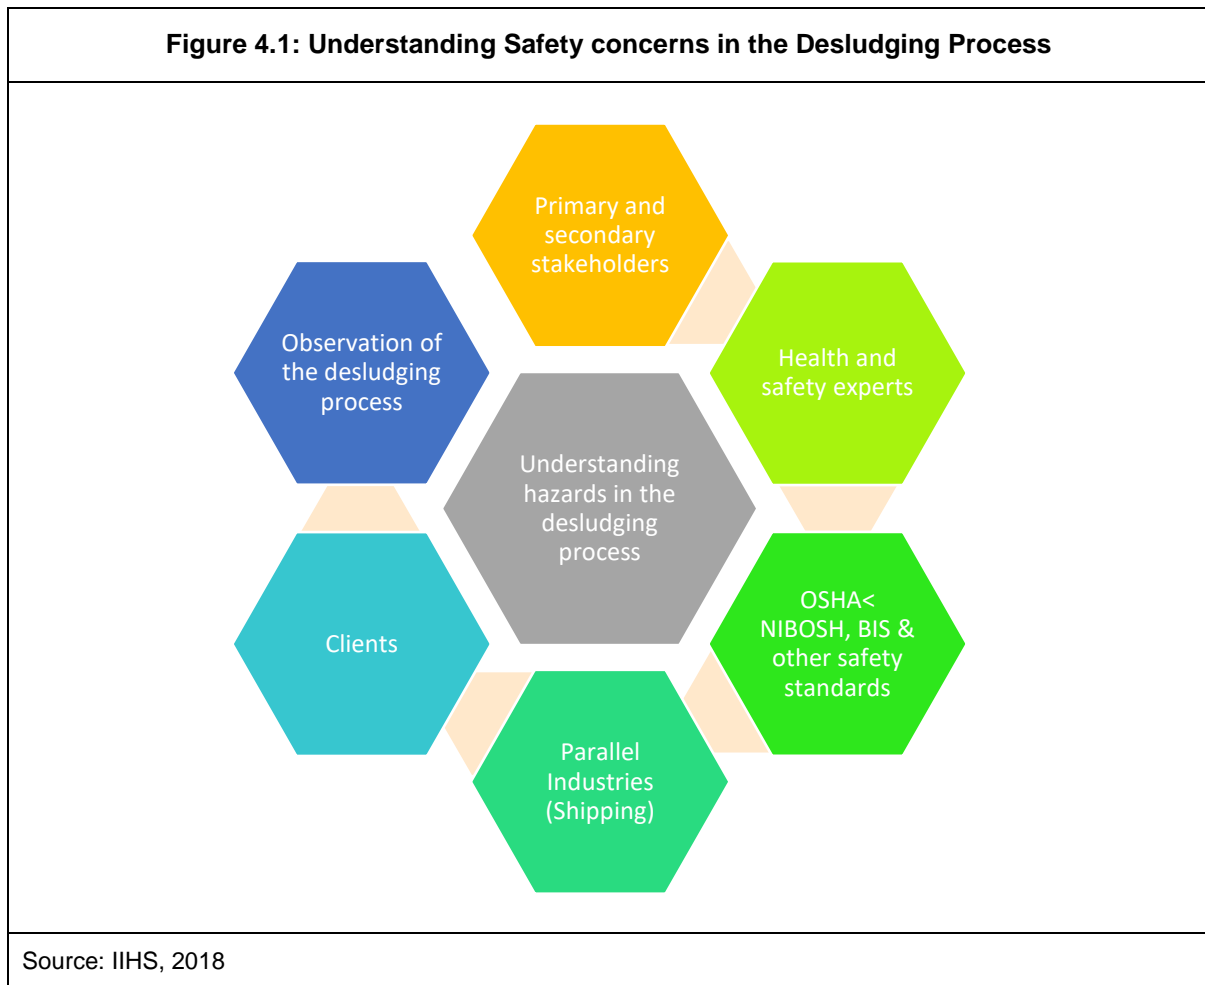 Figure 4.1: Understanding Safety concerns in the Desludging Process
Primary and
secondary
stakeholders
Observation of
the desludging
process
Health and
safety experts
Understanding
hazards in the
desludging
process
Clients
OSHA<
NIBOSH, BIS &
other safety
standards
Parallel
Industries
(Shipping)
Source: IIHS, 2018